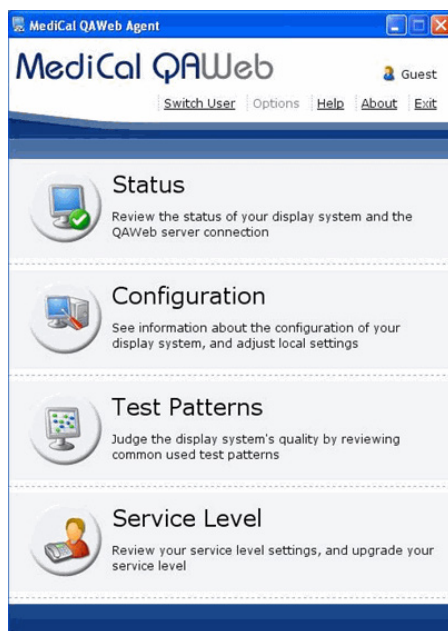 MediCal QAWeb Agent
MediCal QAWeb
Guest
Switch User Options Help About Exit
Status
Review the status of your display system and the
QAWeb server connection
Configuration
See information about the configuration of your
display system, and adjust local settings
Test Patterns
Judge the display system's quality by reviewing
common used test patterns
Service Level
Review your service level settings, and upgrade your
service level